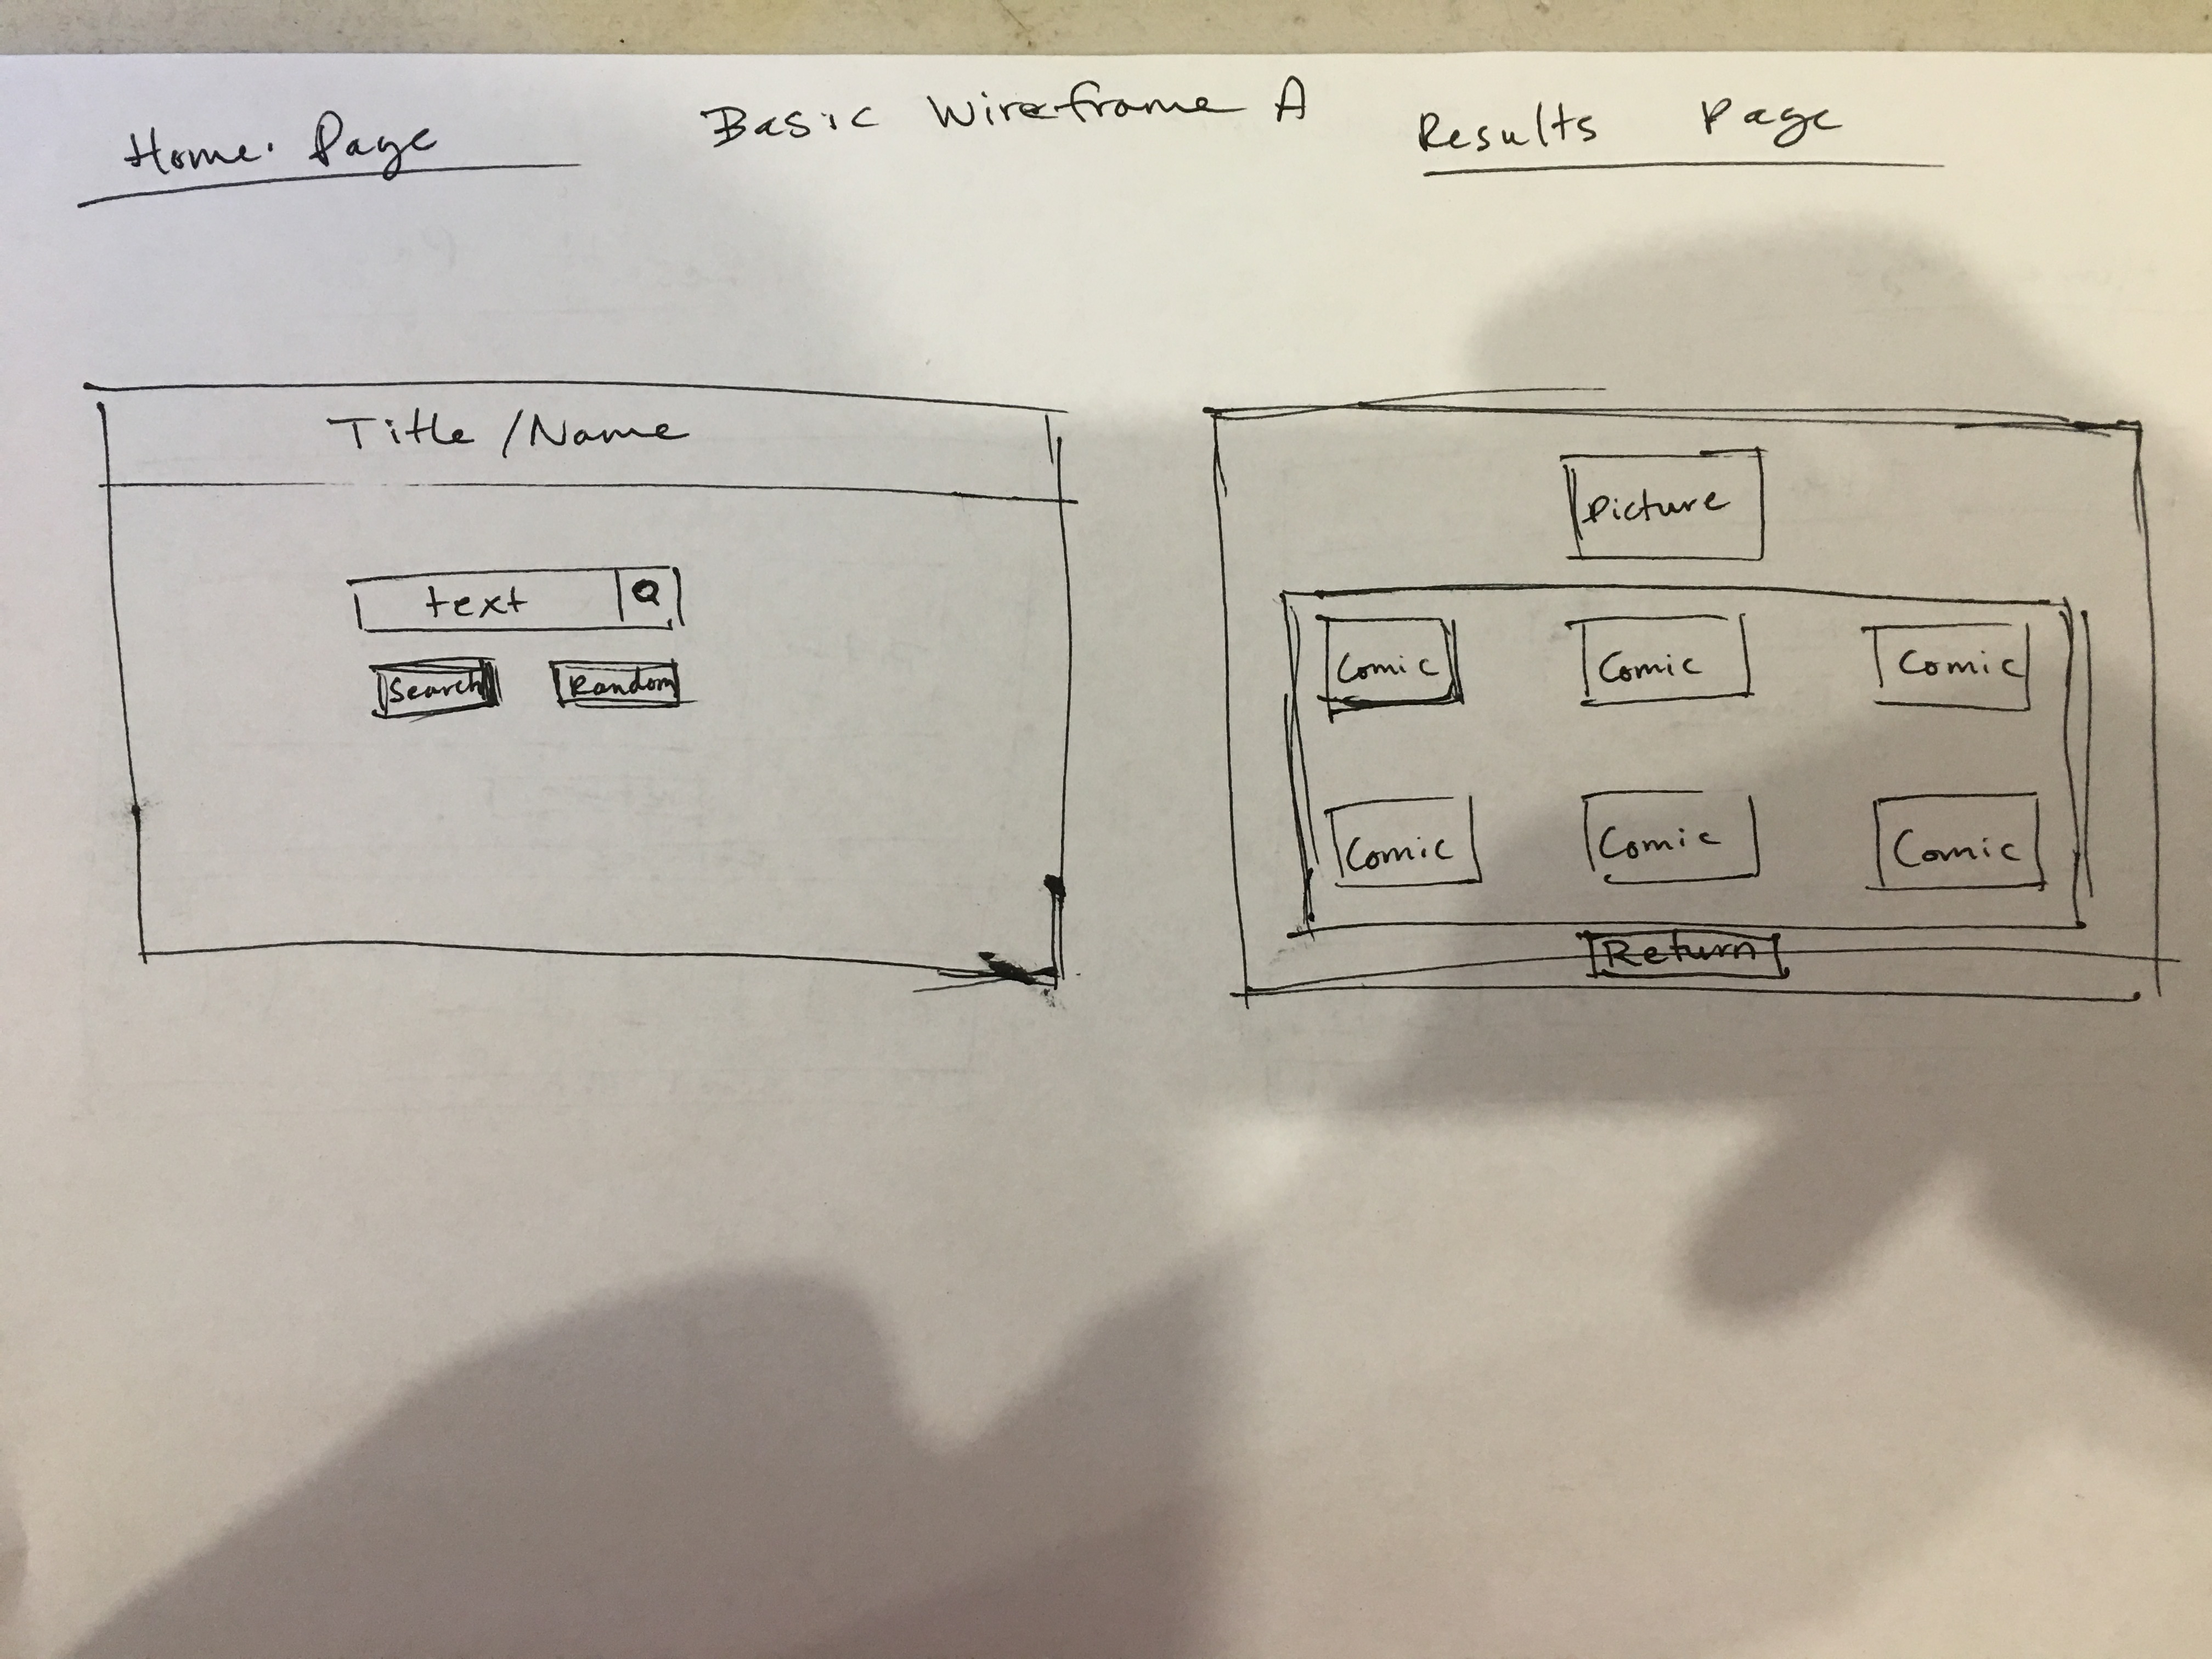 Home Page
Basic Wireframe A
Results Page
Title/Name
text
Search
Random
Picture
Comic
Comic
Comic
Comic
Comic
Comic
Return